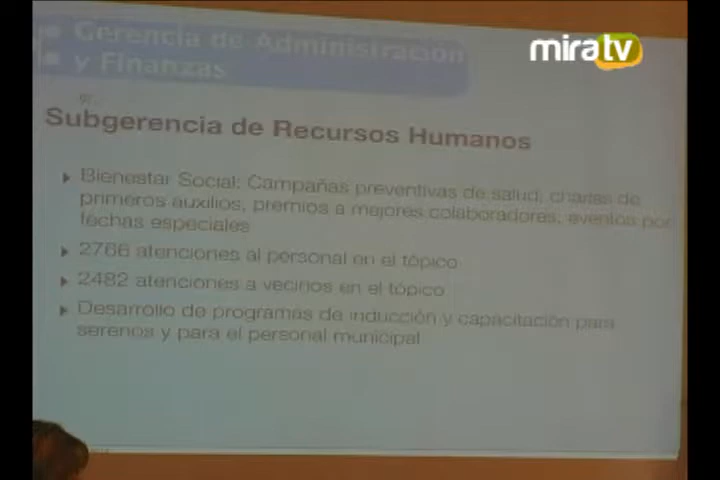 Gerencia de Administración
y Finanzas
miratv
Subgerencia de Recursos Humanos
Bienestar Social: Campañas preventivas de salud, charlas de
primeros auxilios, premios a mejores colaboradores, eventos por
fechas especiales
2766 atenciones al personal en el tópico
2482 atenciones a vecinos en el tópico
Desarrollo de programas de inducción y capacitación para
serenos y para el personal municipal